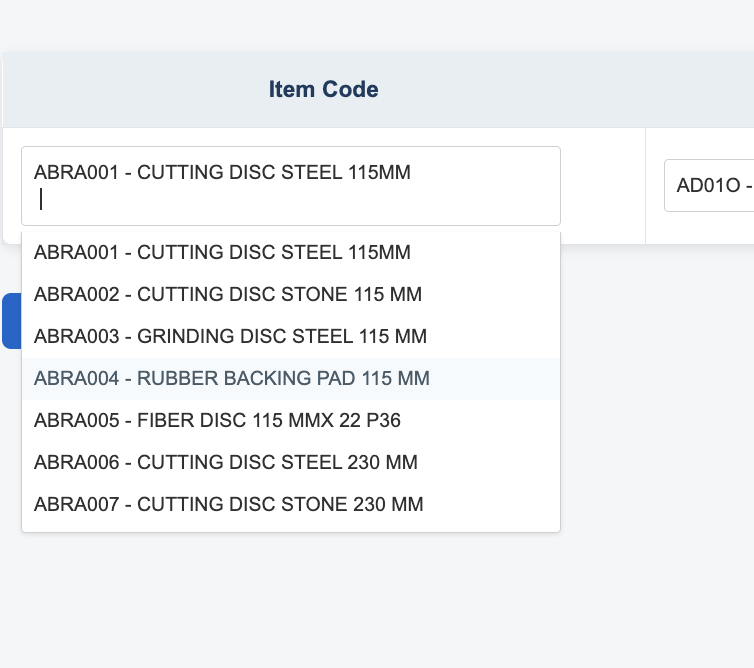 Item Code
ABRA001 - CUTTING DISC STEEL 115MM
AD01O -
ABRA001 - CUTTING DISC STEEL 115MM
ABRA002 - CUTTING DISC STONE 115 MM
ABRA003 - GRINDING DISC STEEL 115 MM
ABRA004 - RUBBER BACKING PAD 115 MM
ABRA005 - FIBER DISC 115 MMX 22 P36
ABRA006 - CUTTING DISC STEEL 230 MM
ABRA007 - CUTTING DISC STONE 230 MM